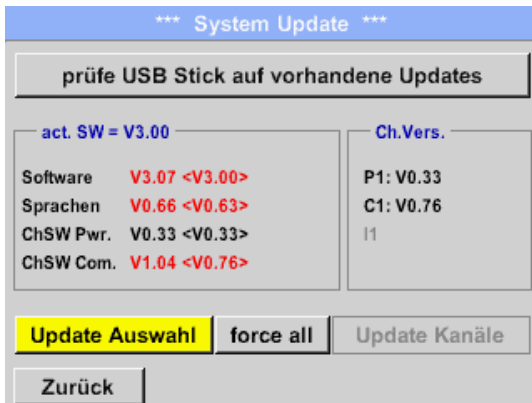 *** System Update ***
prüfe USB Stick auf vorhandene Updates
act. SW = V3.00
Software V3.07 <V3.00>
Sprachen V0.66 <V0.63>
ChSW Pwr. V0.33 <V0.33>
ChSW Com. V1.04 <V0.76>
Ch.Vers.
P1: V0.33
C1: V0.76
I1
Update Auswahl force all Update Kanäle
Zurück